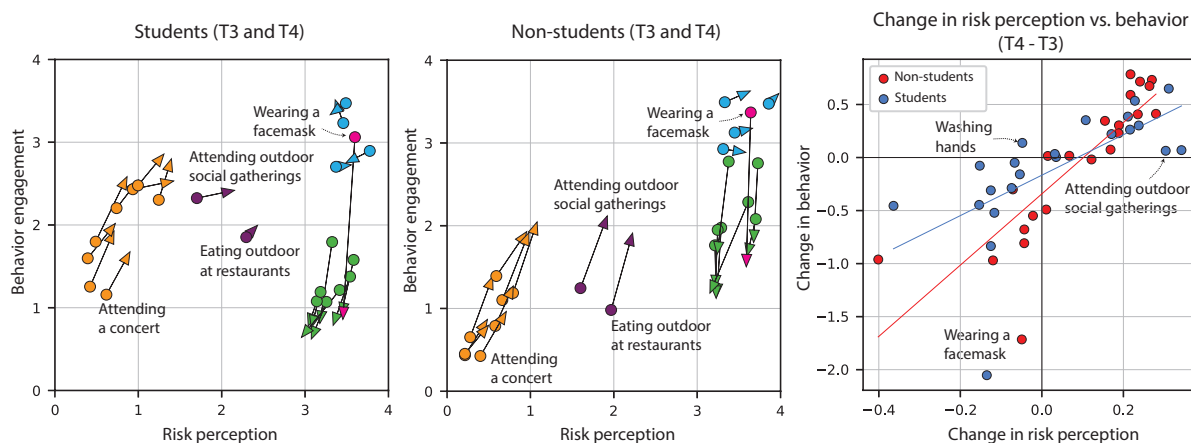 Students (T3 and T4)
4
3
2
1
0
Behavior engagement
0
1
2
3
4
Risk perception
Wearing a
facemask
Attending outdoor
social gatherings
Eating outdoor
at restaurants
Attending
a concert
Non-students (T3 and T4)
4
3
2
1
0
Behavior engagement
0
1
2
3
4
Risk perception
Wearing a
facemask
Attending outdoor
social gatherings
Eating outdoor
at restaurants
Attending
a concert
Change in risk perception vs. behavior
(T4 - T3)
Non-students
Students
−0.5
0.0
−0.5
−1.0
−1.5
−2.0
Change in behavior
−0.4
−0.2
0.0
0.2
Change in risk perception
Washing
hands
Attending outdoor
social gatherings
Wearing a
facemask